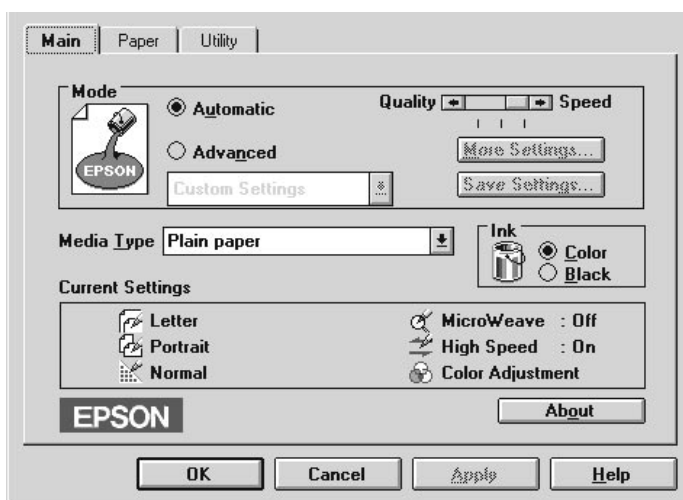 Main Paper Utility
Mode
Automatic
Quality Speed
EPSON
Advanced
More Settings...
Custom Settings
Save Settings...
Media Type Plain paper
Ink
Color
Black
Current Settings
Letter MicroWeave : Off
Portrait High Speed : On
Normal Color Adjustment
EPSON
About
OK Cancel Apply Help